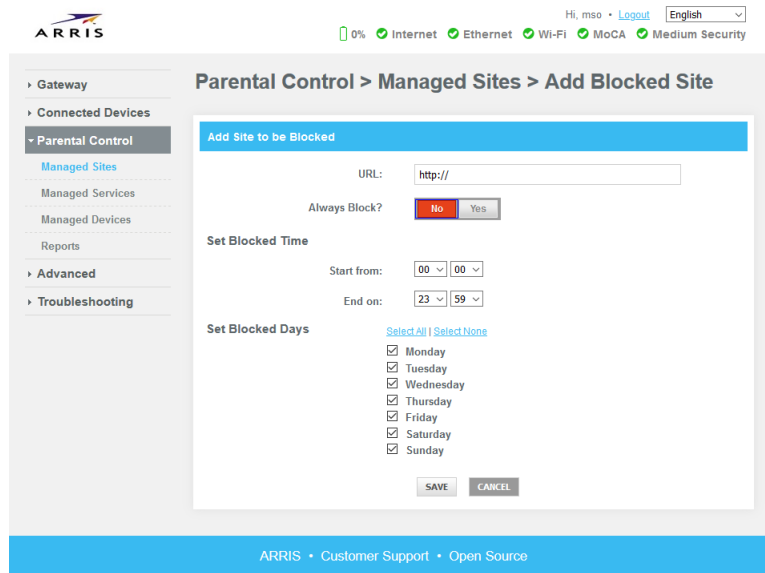 Hi, mso • Logout English
ARRIS
0% Internet Ethernet Wi-Fi MoCA Medium Security
Gateway
Connected Devices
Parental Control
Managed Sites
Managed Services
Managed Devices
Reports
Advanced
Troubleshooting
Parental Control > Managed Sites > Add Blocked Site
Add Site to be Blocked
URL: http://
Always Block? No Yes
Set Blocked Time
Start from: 00 00
End on: 23 59
Set Blocked Days Select All | Select None
Monday
Tuesday
Wednesday
Thursday
Friday
Saturday
Sunday
SAVE CANCEL
ARRIS • Customer Support • Open Source